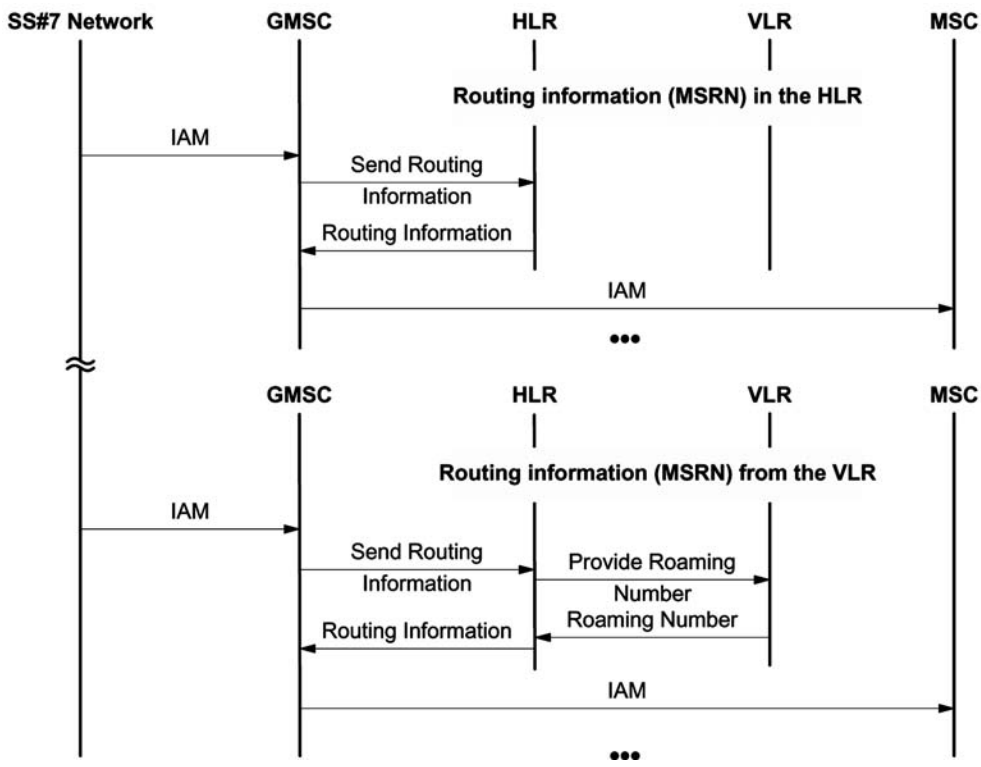 SS#7 Network GMSC HLR VLR MSC
Routing information (MSRN) in the HLR
IAM
Send Routing
Information
Routing Information
IAM
•••
GMSC HLR VLR MSC
Routing information (MSRN) from the VLR
IAM
Send Routing Provide Roaming
Information Number
Routing Information Roaming Number
IAM
•••